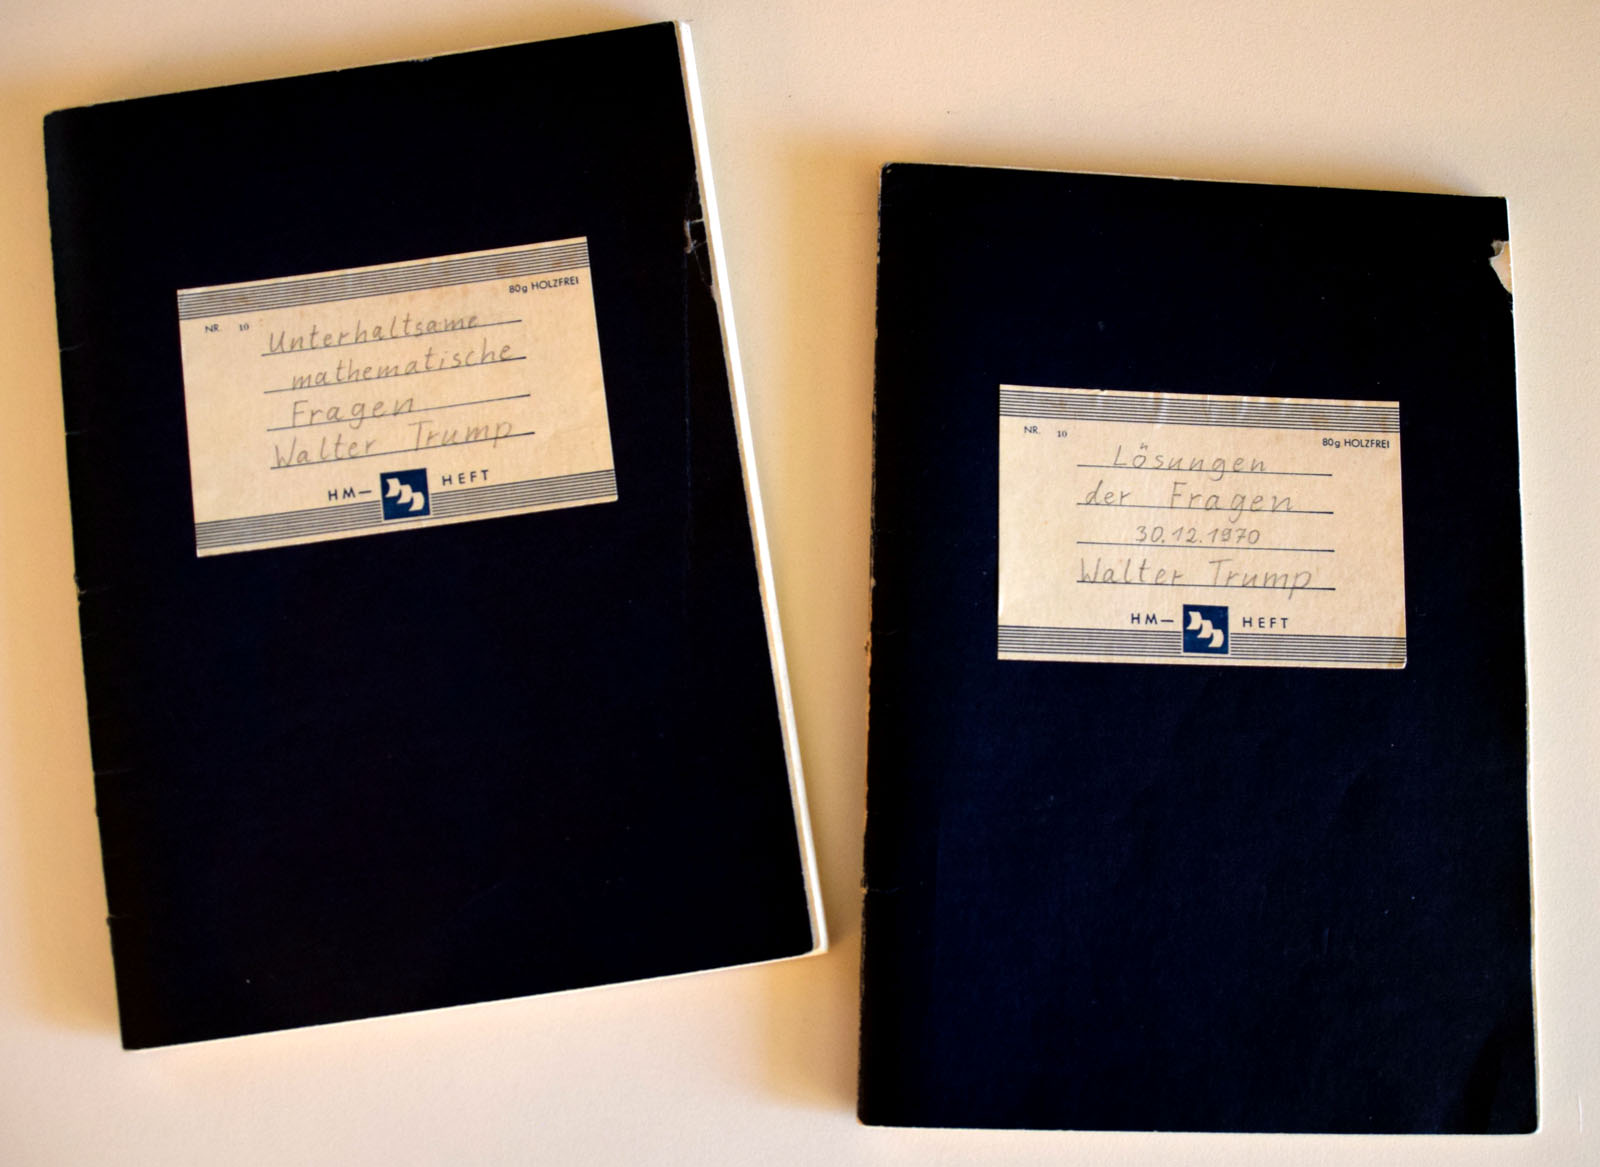 80g HOLZFREI
NR. 10
Unterhaltsame
mathematische
Fragen
Walter Trump
HM— HEFT
NR. 10
80g HOLZFREI
Lösungen
der Fragen
30.12.1970
Walter Trump
HM— HEFT